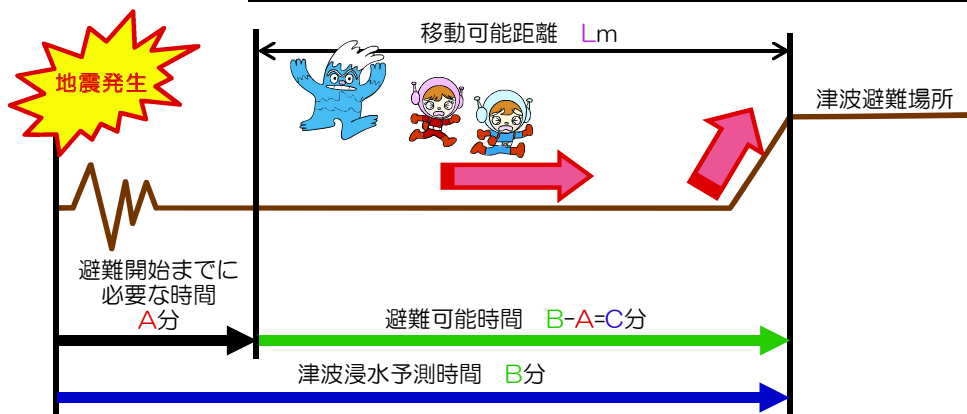 移動可能距離 Lm
地震発生
津波避難場所
避難開始までに
必要な時間
A分
避難可能時間 B-A=C分
津波浸水予測時間 B分